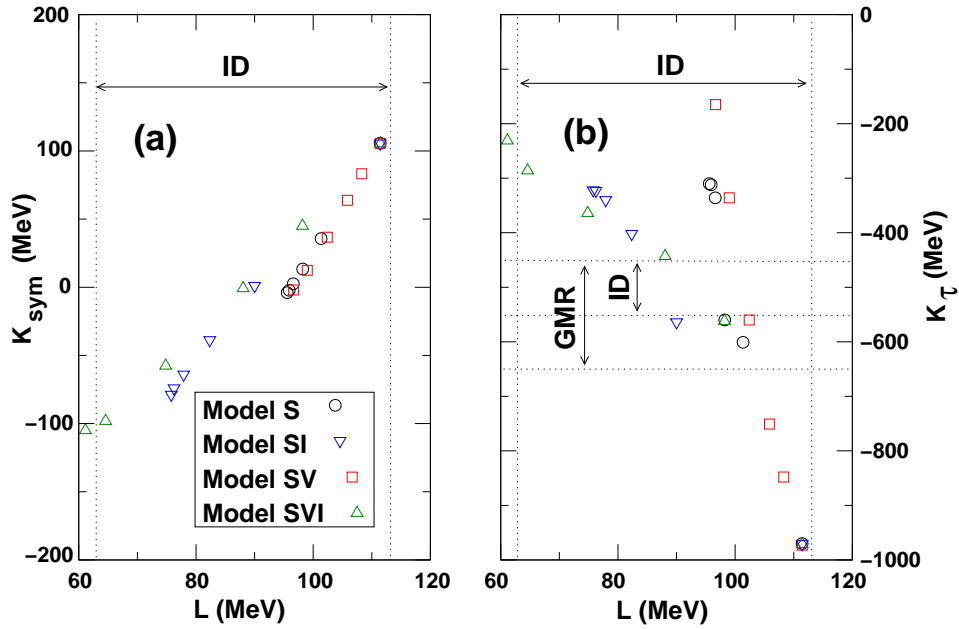 200
100
0
-100
-200
K_sym (MeV)
ID
(a)
Model S
Model SI
Model SV
Model SVI
60
80
100
120
L (MeV)
ID
(b)
GMR
ID
60
80
100
120
L (MeV)
0
-200
-400
-600
-800
-1000
K_τ (MeV)